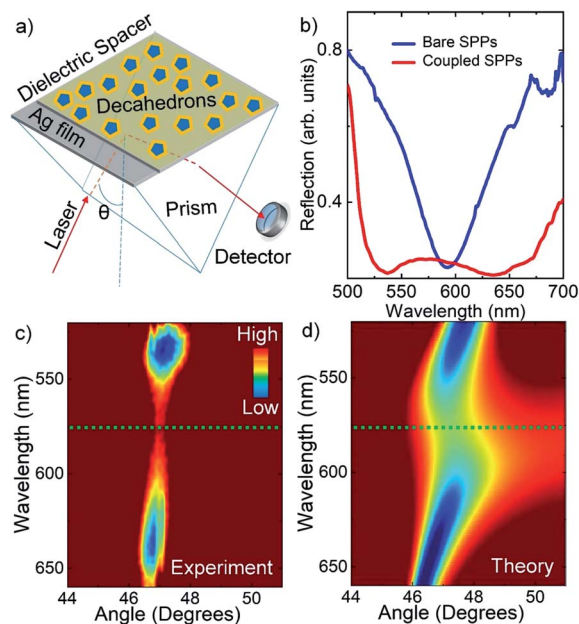 a)
Dielectric Spacer
Decahedrons
Ag film
Laser
θ
Prism
Detector
b)
Bare SPPs
Coupled SPPs
Reflection (arb. units)
0.8
0.4
500 550 600 650 700
Wavelength (nm)
c)
High
Low
Wavelength (nm)
550
600
650
Experiment
44 46 48 50
Angle (Degrees)
d)
Wavelength (nm)
550
600
650
Theory
44 46 48 50
Angle (Degrees)